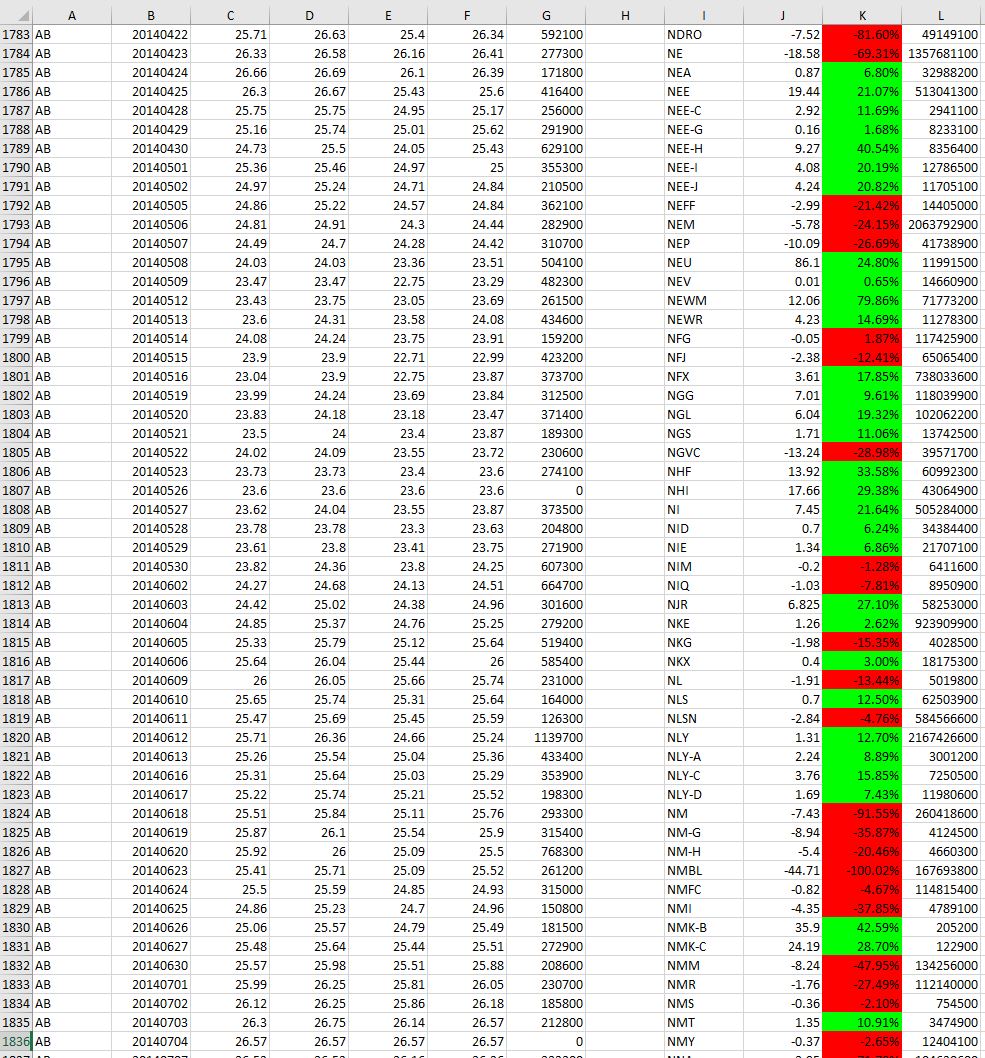 A B C D E F G H I J K L
1783 AB 20140422 25.71 26.63 25.4 26.34 592100 NDRO -7.52 -81.60% 49149100
1784 AB 20140423 26.33 26.58 26.16 26.41 277300 NE -18.58 -69.31% 1357681100
1785 AB 20140424 26.66 26.69 26.1 26.39 171800 NEA 0.87 6.80% 32988200
1786 AB 20140425 26.3 26.67 25.43 25.6 416400 NEE 19.44 21.07% 513041300
1787 AB 20140428 25.75 25.75 24.95 25.17 256000 NEE-C 2.92 11.69% 2941100
1788 AB 20140429 25.16 25.74 25.01 25.62 291900 NEE-G 0.16 1.68% 8233100
1789 AB 20140430 24.73 25.5 24.05 25.43 629100 NEE-H 9.27 40.54% 8356400
1790 AB 20140501 25.36 25.46 24.97 25 355300 NEE-I 4.08 20.19% 12786500
1791 AB 20140502 24.97 25.24 24.71 24.84 210500 NEE-J 4.24 20.82% 11705100
1792 AB 20140505 24.86 25.22 24.57 24.84 362100 NEFF -2.99 -21.42% 14405000
1793 AB 20140506 24.81 24.91 24.3 24.44 282900 NEM -5.78 -24.15% 2063792900
1794 AB 20140507 24.49 24.7 24.28 24.42 310700 NEP -10.09 -26.69% 41738900
1795 AB 20140508 24.03 24.03 23.36 23.51 504100 NEU 86.1 24.80% 11991500
1796 AB 20140509 23.47 23.47 22.75 23.29 482300 NEV 0.01 0.65% 14660900
1797 AB 20140512 23.43 23.75 23.05 23.69 261500 NEWM 12.06 79.86% 71773200
1798 AB 20140513 23.6 24.31 23.58 24.08 434600 NEWR 4.23 14.69% 11278300
1799 AB 20140514 24.08 24.24 23.75 23.91 159200 NFG -0.05 1.87% 117425900
1800 AB 20140515 23.9 23.9 22.71 22.99 423200 NFJ -2.38 -12.41% 65065400
1801 AB 20140516 23.04 23.9 22.75 23.87 373700 NFX 3.61 17.85% 738033600
1802 AB 20140519 23.99 24.24 23.69 23.84 312500 NGG 7.01 9.61% 118039900
1803 AB 20140520 23.83 24.18 23.18 23.47 371400 NGL 6.04 19.32% 102062200
1804 AB 20140521 23.5 24 23.4 23.87 189300 NGS 1.71 11.06% 13742500
1805 AB 20140522 24.02 24.09 23.55 23.72 230600 NGVC -13.24 -28.98% 39571700
1806 AB 20140523 23.73 23.73 23.4 23.6 274100 NHF 13.92 33.58% 60992300
1807 AB 20140526 23.6 23.6 23.6 23.6 0 NHI 17.66 29.38% 43064900
1808 AB 20140527 23.62 24.04 23.55 23.87 373500 NI 7.45 21.64% 505284000
1809 AB 20140528 23.78 23.78 23.3 23.63 204800 NID 0.7 6.24% 34384400
1810 AB 20140529 23.61 23.8 23.41 23.75 271900 NIE 1.34 6.86% 21707100
1811 AB 20140530 23.82 24.36 23.8 24.25 607300 NIM -0.2 -1.28% 6411600
1812 AB 20140602 24.27 24.68 24.13 24.51 664700 NIQ -1.03 -7.81% 8950900
1813 AB 20140603 24.42 25.02 24.38 24.96 301600 NJR 6.825 27.10% 58253000
1814 AB 20140604 24.85 25.37 24.76 25.25 279200 NKE 1.26 2.62% 923909900
1815 AB 20140605 25.33 25.79 25.12 25.64 519400 NKG -1.98 -15.35% 4028500
1816 AB 20140606 25.64 26.04 25.44 26 585400 NKX 0.4 3.00% 18175300
1817 AB 20140609 26 26.05 25.66 25.74 231000 NL -1.91 -13.44% 5019800
1818 AB 20140610 25.65 25.74 25.31 25.64 164000 NLS 0.7 12.50% 62503900
1819 AB 20140611 25.47 25.69 25.45 25.59 126300 NLSN -2.84 -4.76% 584566600
1820 AB 20140612 25.71 26.36 24.66 25.24 1139700 NLY 1.31 12.70% 2167426600
1821 AB 20140613 25.26 25.54 25.04 25.36 433400 NLY-A 2.24 8.89% 3001200
1822 AB 20140616 25.31 25.64 25.03 25.29 353900 NLY-C 3.76 15.85% 7250500
1823 AB 20140617 25.22 25.74 25.21 25.52 198300 NLY-D 1.69 7.43% 11980600
1824 AB 20140618 25.51 25.84 25.11 25.76 293300 NM -7.43 -91.55% 260418600
1825 AB 20140619 25.87 26.1 25.54 25.9 315400 NM-G -8.94 -35.87% 4124500
1826 AB 20140620 25.92 26 25.09 25.5 768300 NM-H -5.4 -20.46% 4660300
1827 AB 20140623 25.41 25.71 25.09 25.52 261200 NMBL -44.71 -100.02% 167693800
1828 AB 20140624 25.5 25.59 24.85 24.93 315000 NMFC -0.82 -4.67% 114815400
1829 AB 20140625 24.86 25.23 24.7 24.96 150800 NMI -4.35 -37.85% 4789100
1830 AB 20140626 25.06 25.57 24.79 25.49 181500 NMK-B 35.9 42.59% 205200
1831 AB 20140627 25.48 25.64 25.44 25.51 272900 NMK-C 24.19 28.70% 122900
1832 AB 20140630 25.57 25.98 25.51 25.88 208600 NMM -8.24 -47.95% 134256000
1833 AB 20140701 25.99 26.25 25.81 26.05 230700 NMR -1.76 -27.49% 112140000
1834 AB 20140702 26.12 26.25 25.86 26.18 185800 NMS -0.36 -2.10% 754500
1835 AB 20140703 26.3 26.75 26.14 26.57 212800 NMT 1.35 10.91% 3474900
1836 AB 20140704 26.57 26.57 26.57 26.57 0 NMY -0.37 -2.65% 12404100